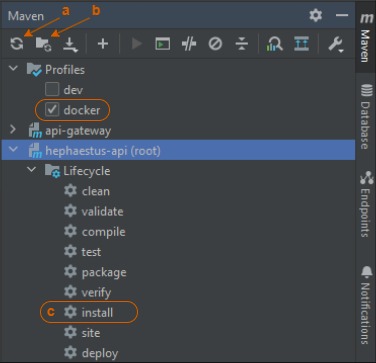 a
b
Maven
Profiles
dev
docker
api-gateway
hephaestus-api (root)
Lifecycle
clean
validate
compile
test
package
verify
c install
site
deploy
m
Maven
Database
Endpoints
Notifications